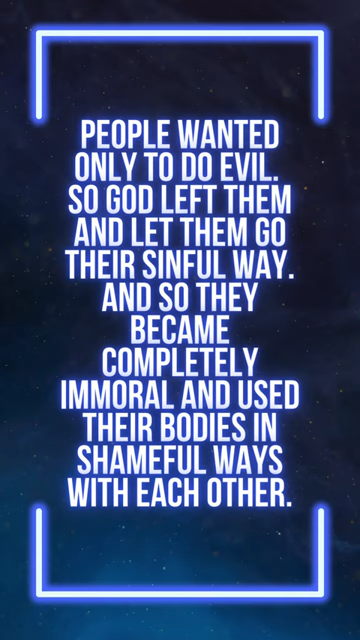 PEOPLE WANTED
ONLY TO DO EVIL.
SO GOD LEFT THEM
AND LET THEM GO
THEIR SINFUL WAY.
AND SO THEY
BECAME
COMPLETELY
IMMORAL AND USED
THEIR BODIES IN
SHAMEFUL WAYS
WITH EACH OTHER.